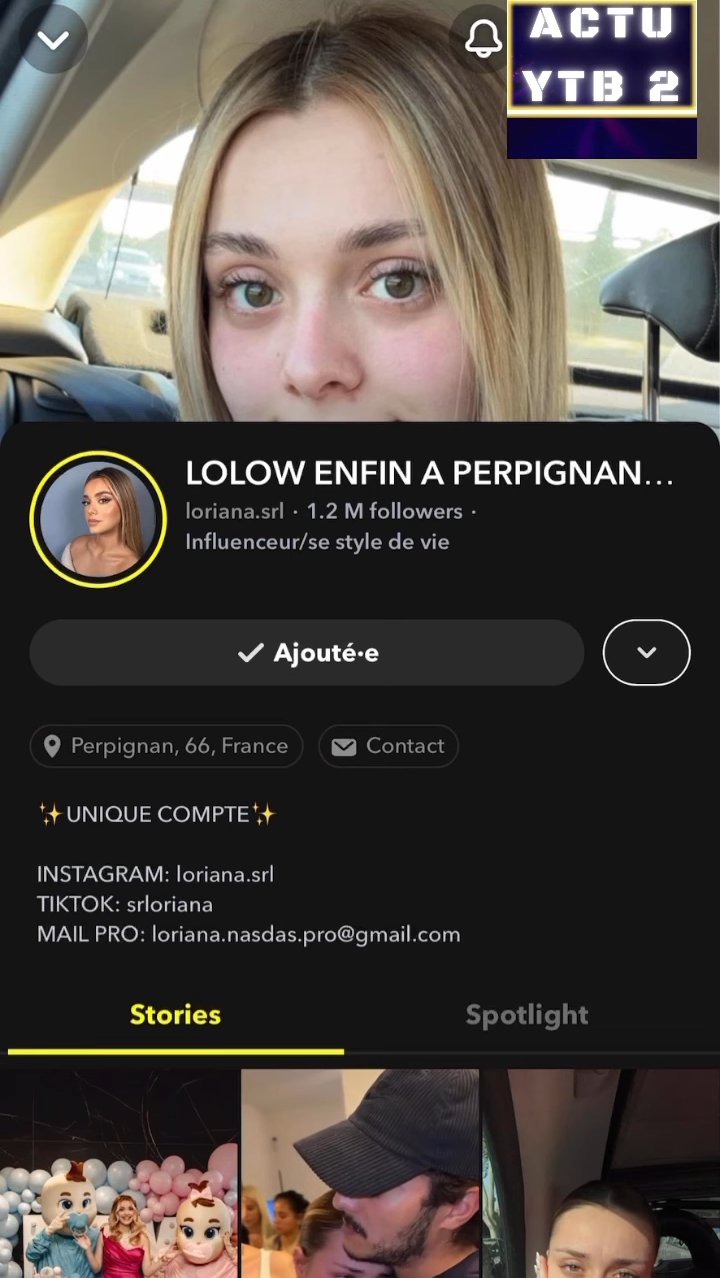 ACTU
YTB 2
LOLOW ENFIN A PERPIGNAN...
loriana.srl · 1.2 M followers ·
Influenceur/se style de vie
Ajouté·e
Perpignan, 66, France
Contact
✨UNIQUE COMPTE✨
INSTAGRAM: loriana.srl
TIKTOK: srloriana
MAIL PRO: loriana.nasdas.pro@gmail.com
Stories
Spotlight